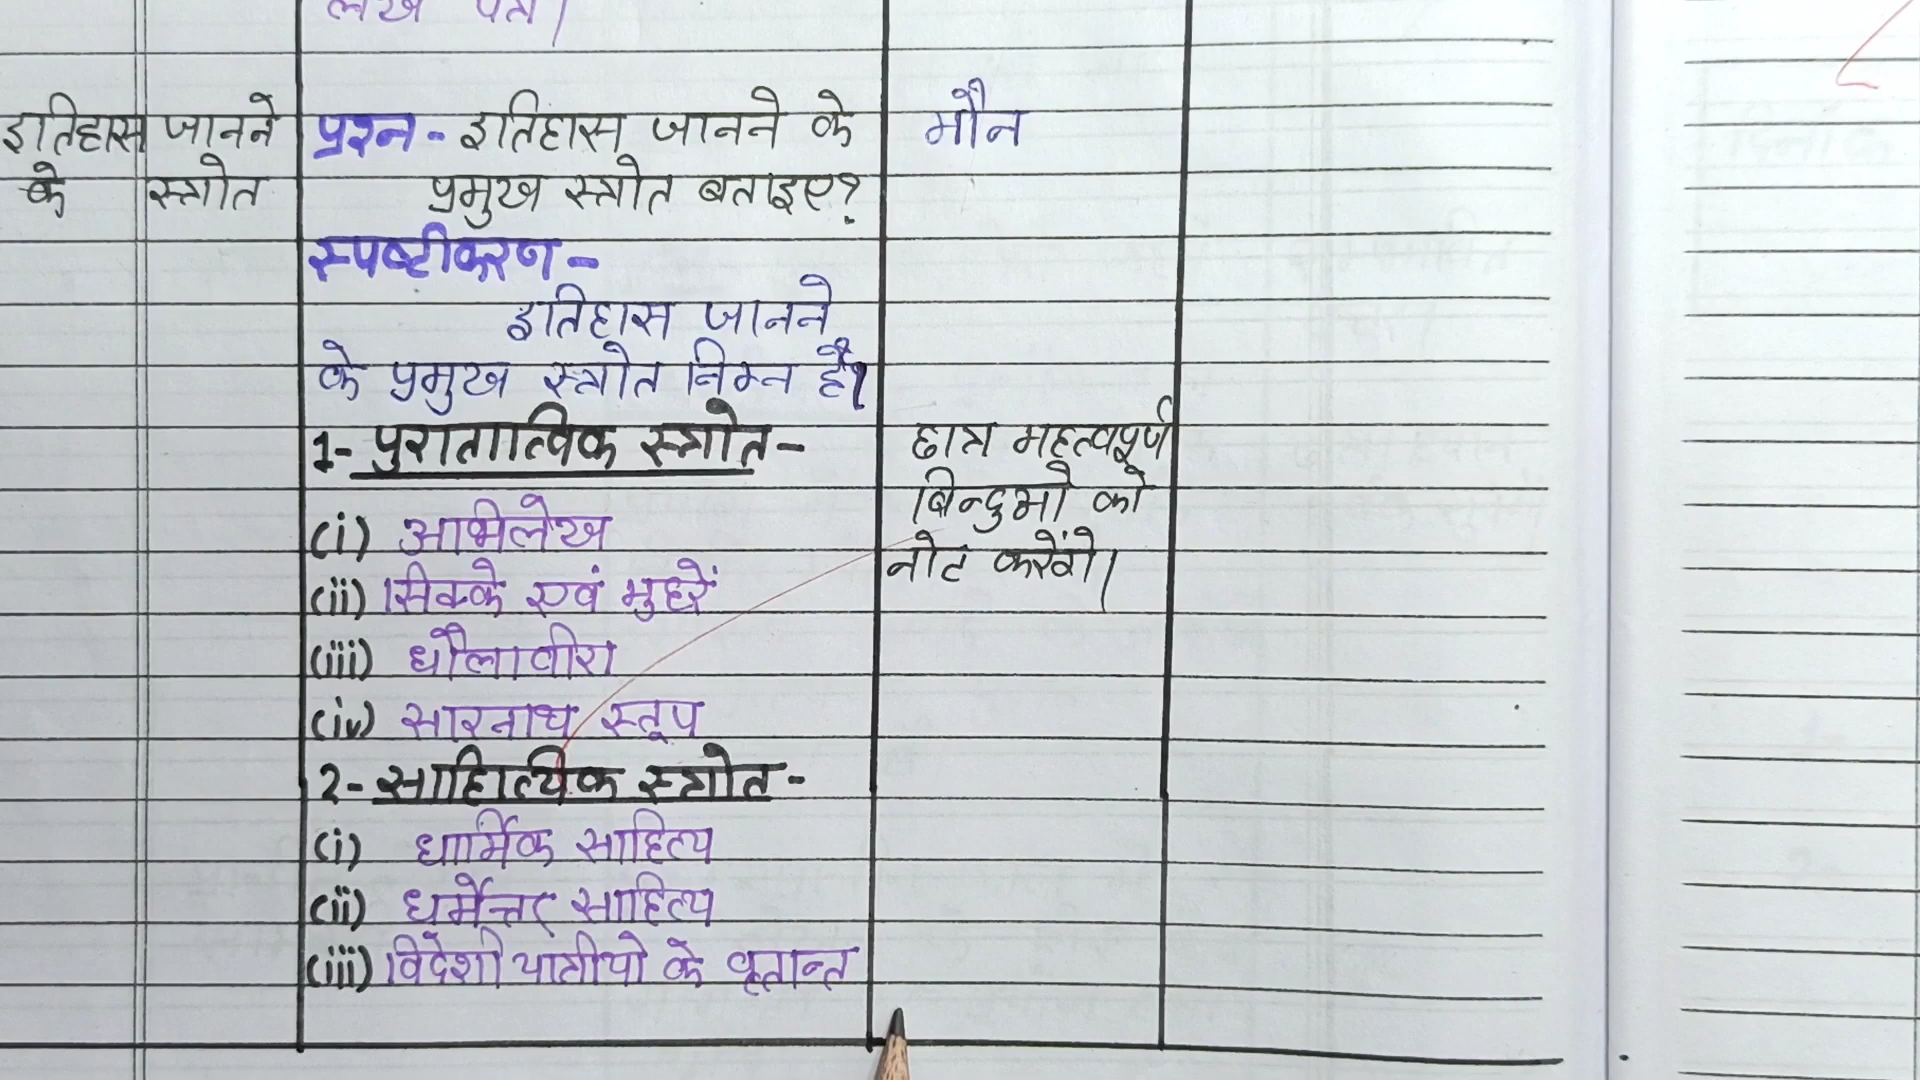 इतिहास जानने
के स्त्रोत
प्रश्न- इतिहास जानने के
प्रमुख स्त्रोत बताइए?
स्पष्टीकरण-
इतिहास जानने
के प्रमुख स्त्रोत निम्न है।
1- पुरातात्विक स्त्रोत-
(i) अभिलेख
(ii) सिक्के एवं मुहरें
(iii) धौलावीरा
(iv) सारनाथ स्तूप
2- साहित्यिक स्त्रोत-
(i) धार्मिक साहित्य
(ii) धर्मेत्तर साहित्य
(iii) विदेशी यात्रीयो के वृतान्त
मौन
छात्र महत्वपूर्ण
बिन्दुओ को
नोट करेंगे।